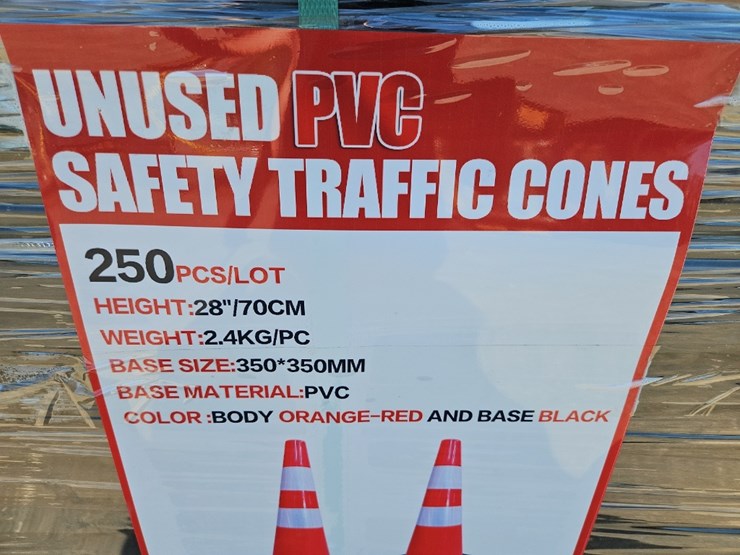 UNUSED PVC
SAFETY TRAFFIC CONES
250PCS/LOT
HEIGHT:28"/70CM
WEIGHT:2.4KG/PC
BASE SIZE:350*350MM
BASE MATERIAL:PVC
COLOR :BODY ORANGE-RED AND BASE BLACK